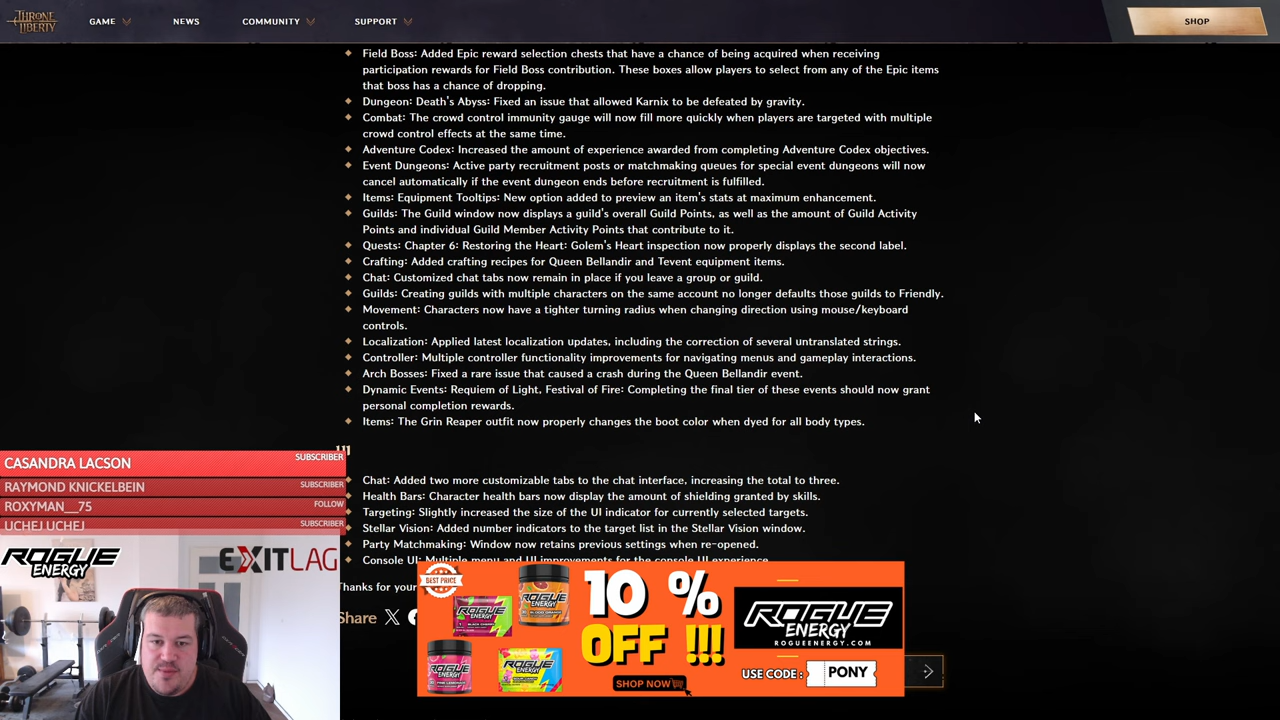 THRONE
LIBERTY
GAME
NEWS
COMMUNITY
SUPPORT
SHOP
Field Boss: Added Epic reward selection chests that have a chance of being acquired when receiving
participation rewards for Field Boss contribution. These boxes allow players to select from any of the Epic items
that boss has a chance of dropping.
Dungeon: Death's Abyss: Fixed an issue that allowed Karnix to be defeated by gravity.
Combat: The crowd control immunity gauge will now fill more quickly when players are targeted with multiple
crowd control effects at the same time.
Adventure Codex: Increased the amount of experience awarded from completing Adventure Codex objectives.
Event Dungeons: Active party recruitment posts or matchmaking queues for special event dungeons will now
cancel automatically if the event dungeon ends before recruitment is fulfilled.
Items: Equipment Tooltips: New option added to preview an item's stats at maximum enhancement.
Guilds: The Guild window now displays a guild's overall Guild Points, as well as the amount of Guild Activity
Points and individual Guild Member Activity Points that contribute to it.
Quests: Chapter 6: Restoring the Heart: Golem's Heart inspection now properly displays the second label.
Crafting: Added crafting recipes for Queen Bellandir and Tevent equipment items.
Chat: Customized chat tabs now remain in place if you leave a group or guild.
Guilds: Creating guilds with multiple characters on the same account no longer defaults those guilds to Friendly.
Movement: Characters now have a tighter turning radius when changing direction using mouse/keyboard
controls.
Localization: Applied latest localization updates, including the correction of several untranslated strings.
Controller: Multiple controller functionality improvements for navigating menus and gameplay interactions.
Arch Bosses: Fixed a rare issue that caused a crash during the Queen Bellandir event.
Dynamic Events: Requiem of Light, Festival of Fire: Completing the final tier of these events should now grant
personal completion rewards.
Items: The Grin Reaper outfit now properly changes the boot color when dyed for all body types.
Chat: Added two more customizable tabs to the chat interface, increasing the total to three.
Health Bars: Character health bars now display the amount of shielding granted by skills.
Targeting: Slightly increased the size of the UI indicator for currently selected targets.
Stellar Vision: Added number indicators to the target list in the Stellar Vision window.
Party Matchmaking: Window now retains previous settings when re-opened.
Console UI: Multiple menu and UI improvements for the console UI experience.
Thanks for your
Share
CASANDRA LACSON SUBSCRIBER
RAYMOND KNICKELBEIN SUBSCRIBER
ROXYMAN__75 FOLLOW
UCHEJ UCHEJ SUBSCRIBER
ROGUE
ENERGY
EXITLAG
BEST PRICE
ROGUE
ENERGY
10 %
OFF !!!
SHOP NOW
ROGUE
ENERGY
ROGUEENERGY.COM
USE CODE : PONY